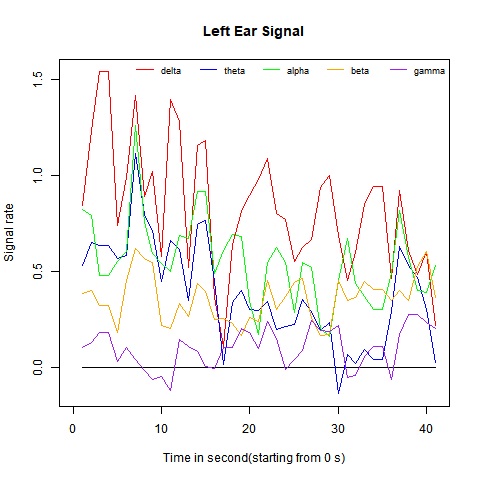 Left Ear Signal
delta theta alpha beta gamma
Signal rate
1.5
1.0
0.5
0.0
0 10 20 30 40
Time in second(starting from 0 s)